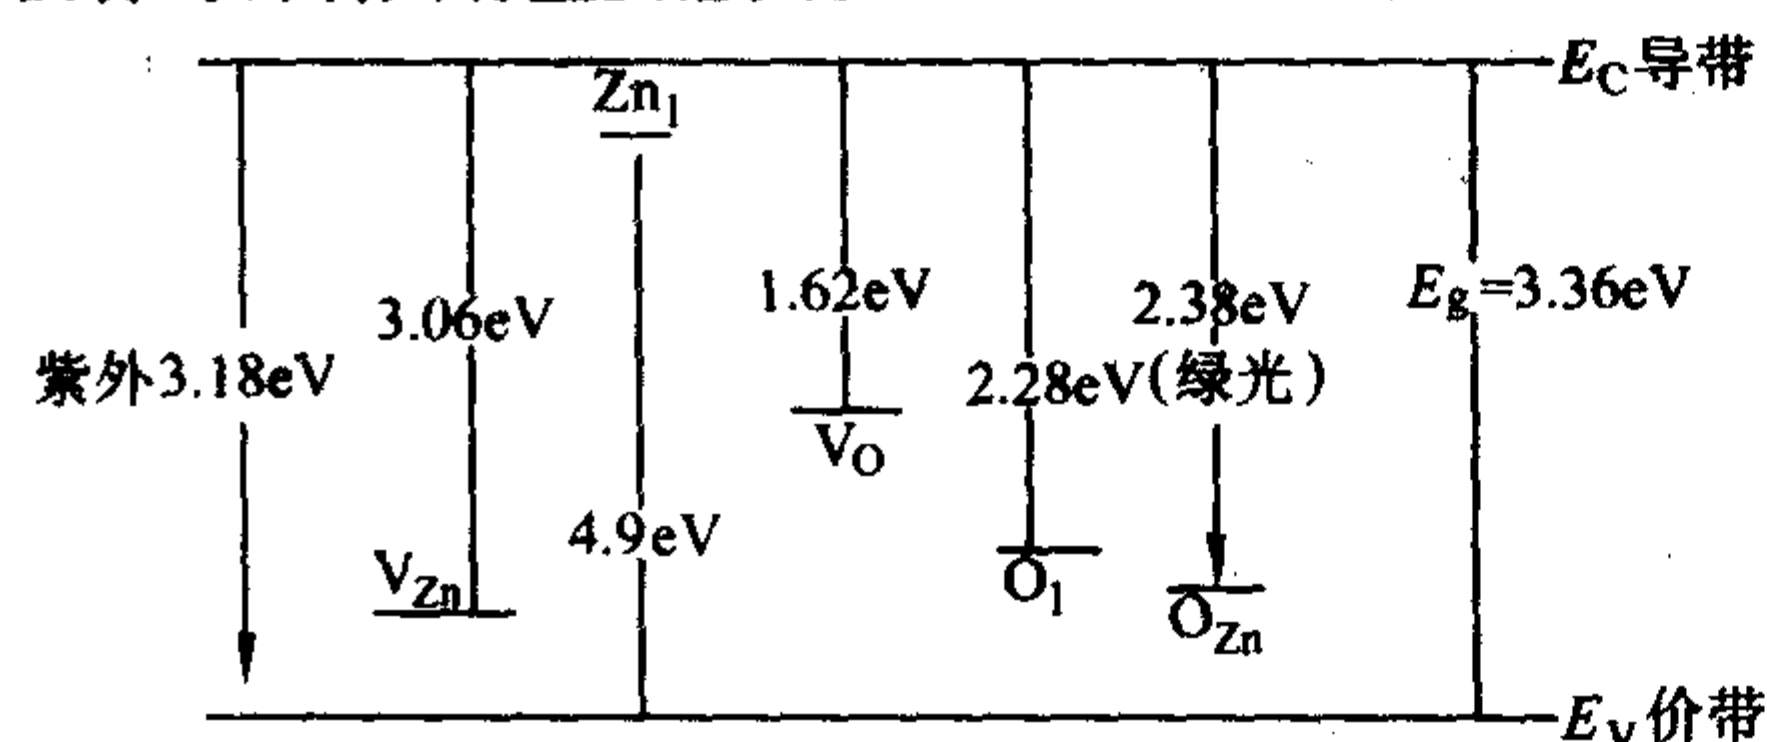 E_C导带
Zn_I
1.62eV
E_g=3.36eV
2.38eV
3.06eV
紫外3.18eV
2.28eV(绿光)
V_O
4.9eV
V_Zn
O_I
O_Zn
E_V价带